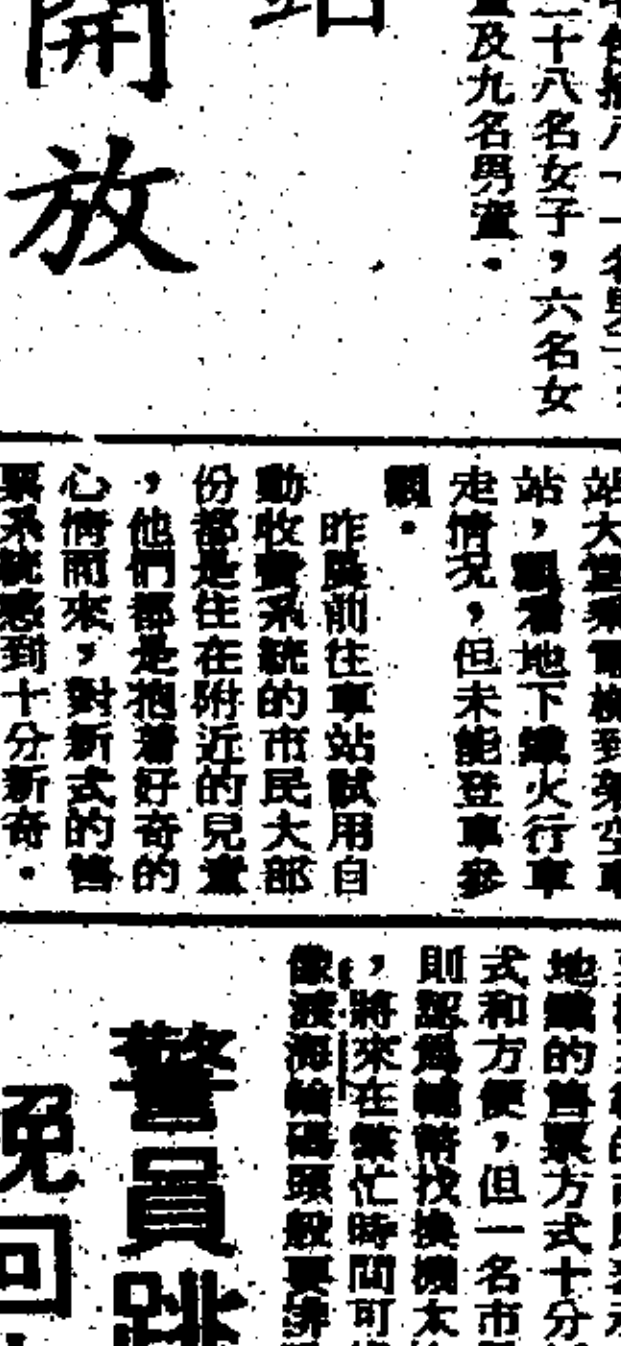 站
開放
二十八名女子，六名女
童及九名男童。
站，觀看地下鐵火行車
走情況，但未能登車參
觀。
昨晨前往車站試用自
動收費系統的市民大部
份都是住在附近的兒童
，他們都是抱着好奇的
心情而來，對新式的售
票系統感到十分新奇。
地鐵的售票方式十分
式和方便，但一名市
則認爲輔幣找換機太
，將來在繁忙時間可
像渡海輪碼頭般要排
警員跳
挽回